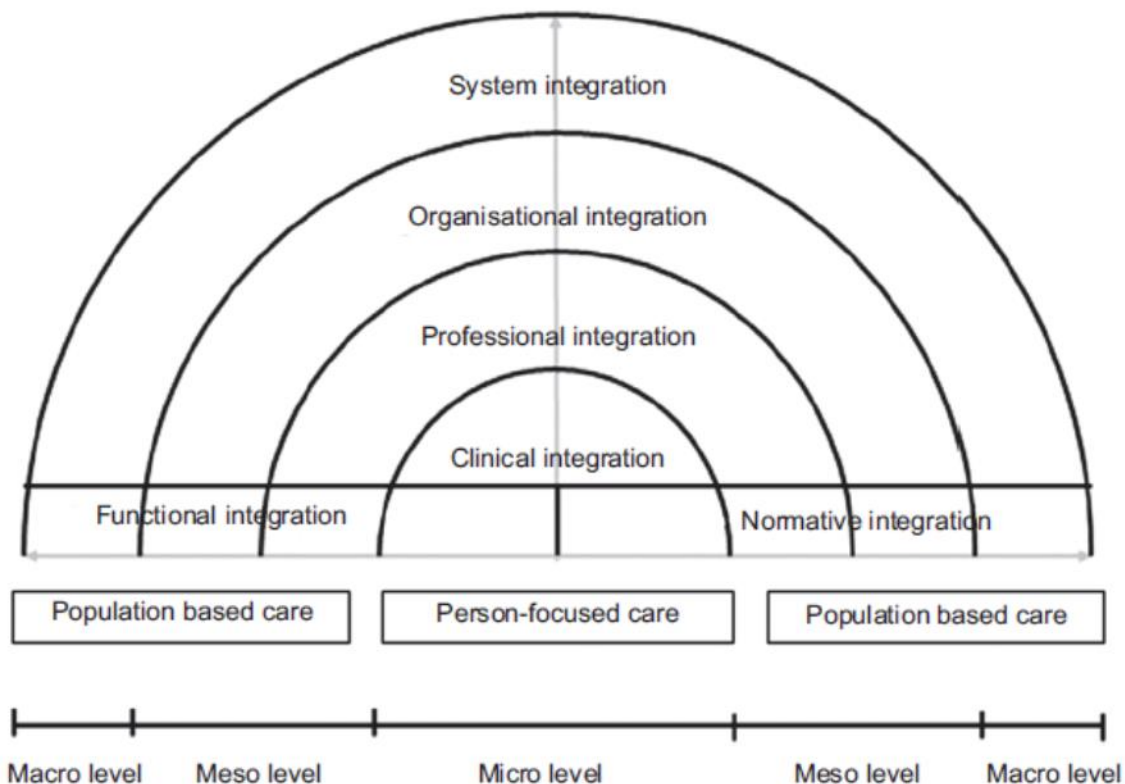 System integration
Organisational integration
Professional integration
Clinical integration
Functional integration
Normative integration
Population based care
Person-focused care
Population based care
Macro level
Meso level
Micro level
Meso level
Macro level